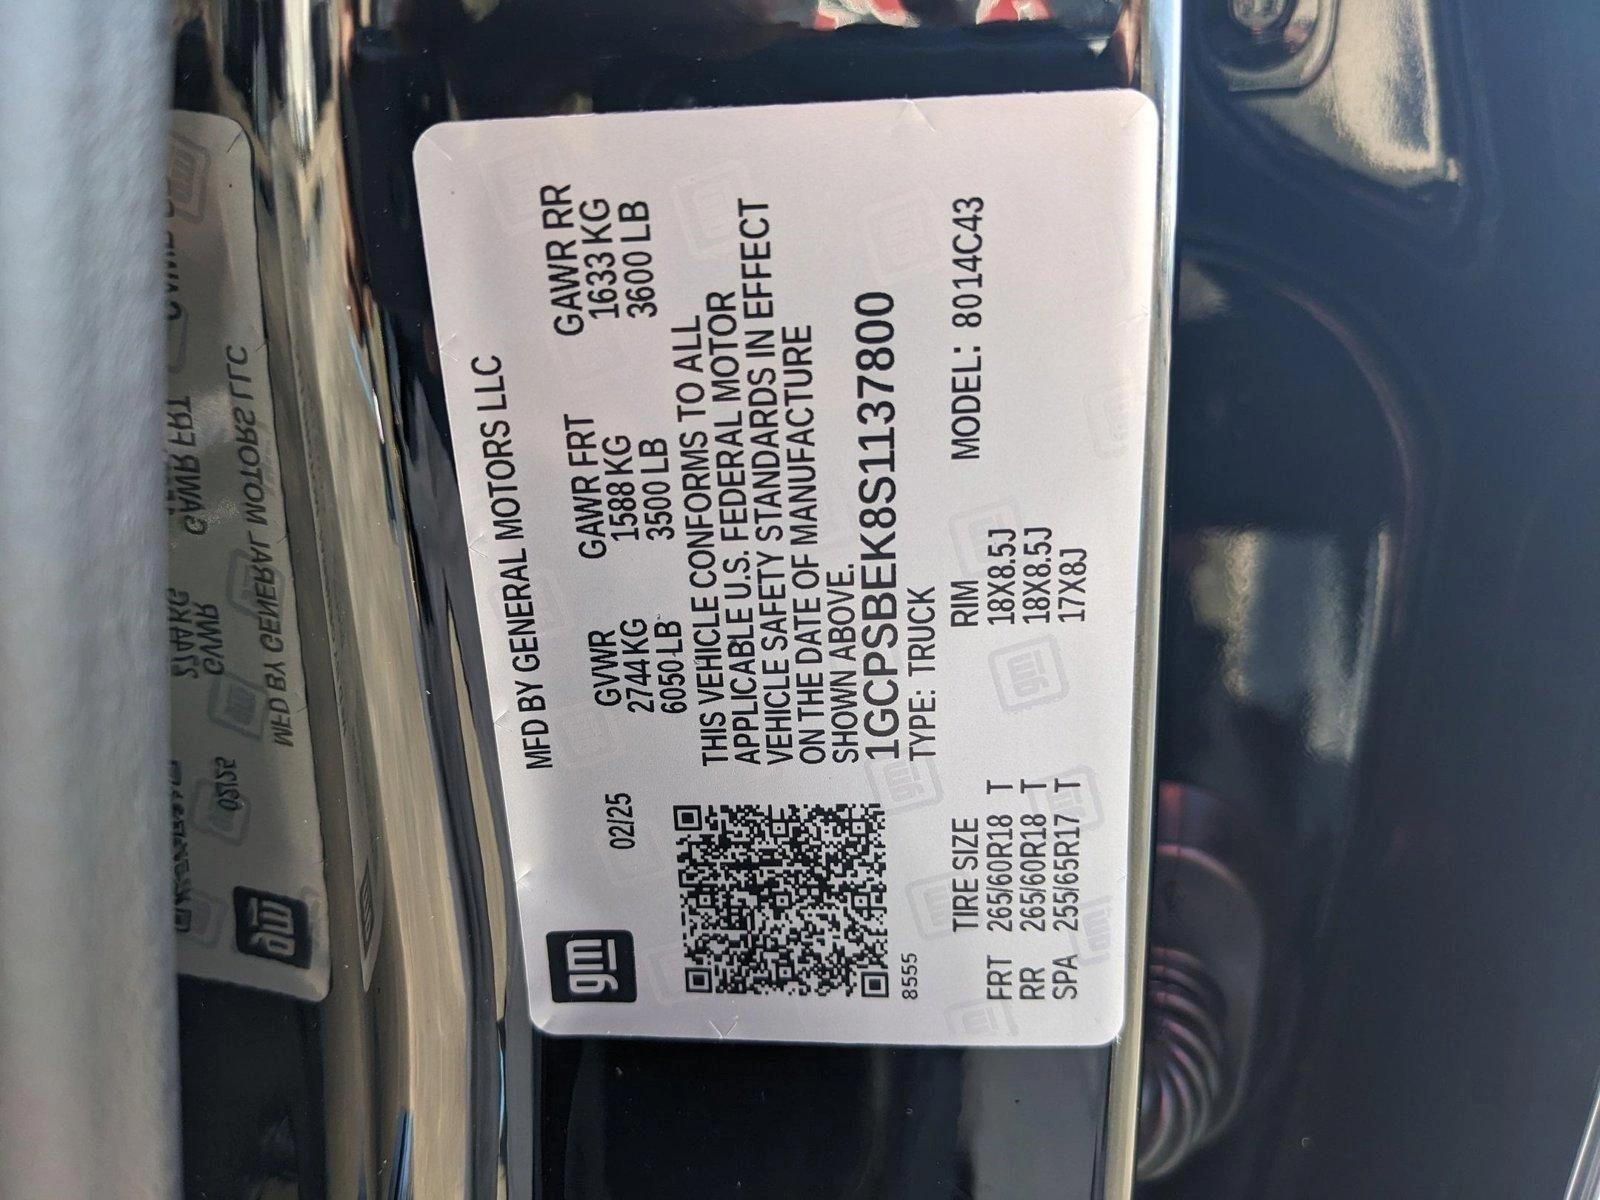 gm
MFD BY GENERAL MOTORS LLC
02/25
GVWR GAWR FRT GAWR RR
2744 KG 1588 KG 1633 KG
6050 LB 3500 LB 3600 LB
THIS VEHICLE CONFORMS TO ALL
APPLICABLE U.S. FEDERAL MOTOR
VEHICLE SAFETY STANDARDS IN EFFECT
ON THE DATE OF MANUFACTURE
SHOWN ABOVE.
1GCPSBEK8S1137800
8555
TYPE: TRUCK
TIRE SIZE RIM MODEL: 8014C43
FRT 265/60R18 T 18X8.5J
RR 265/60R18 T 18X8.5J
SPA 255/65R17 T 17X8J